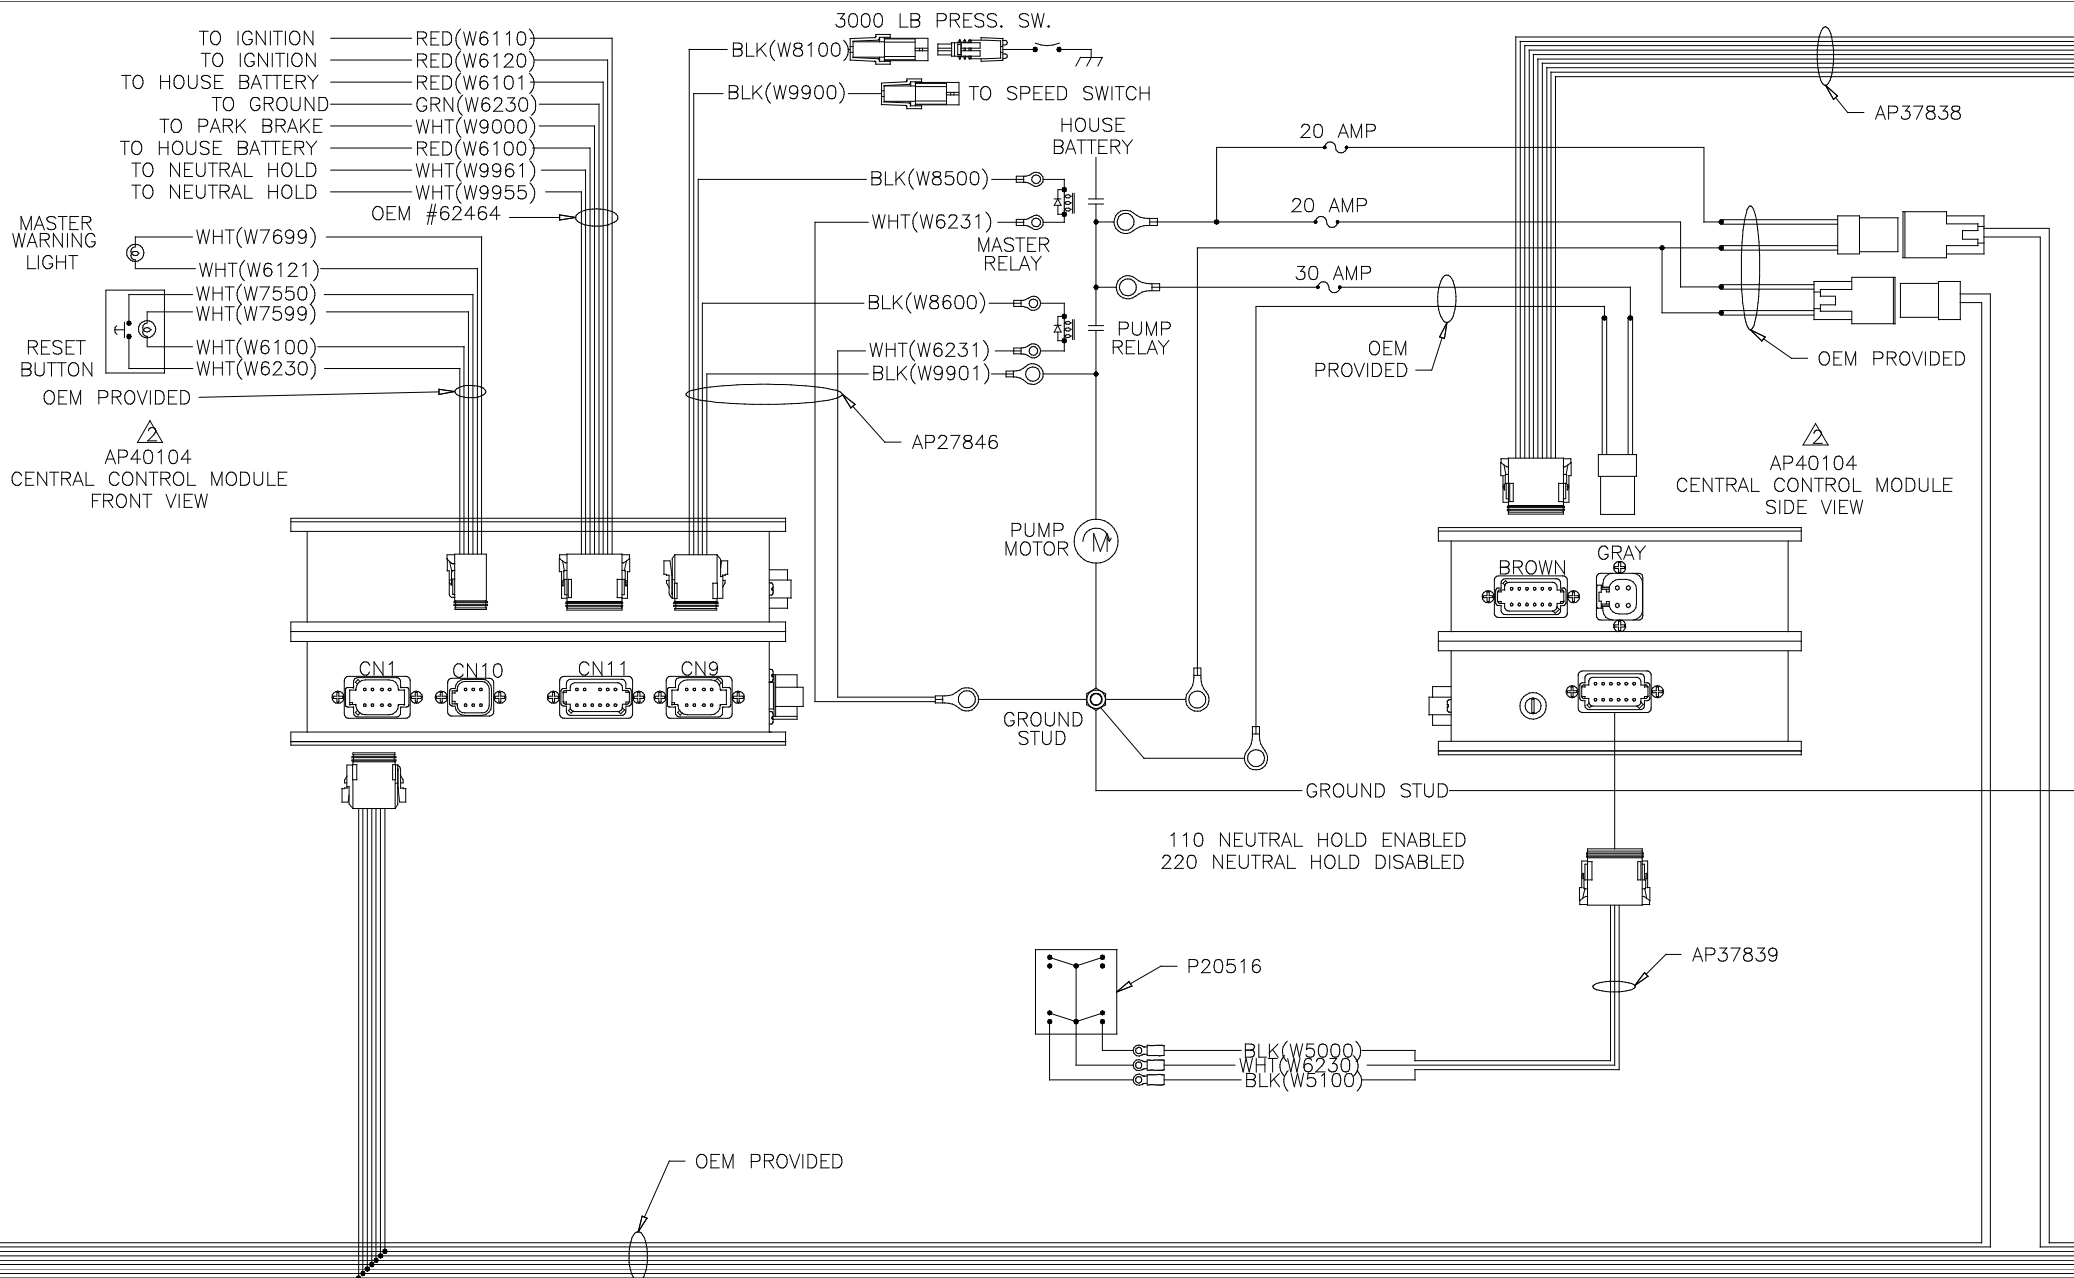 3000 LB PRESS. SW.
TO IGNITION RED(W6110)
TO IGNITION RED(W6120)
TO HOUSE BATTERY RED(W6101)
TO GROUND GRN(W6230)
TO PARK BRAKE WHT(W9000)
TO HOUSE BATTERY RED(W6100)
TO NEUTRAL HOLD WHT(W9961)
TO NEUTRAL HOLD WHT(W9955)
OEM #62464
BLK(W8100)
BLK(W9900) TO SPEED SWITCH
MASTER
WARNING
LIGHT
WHT(W7699)
WHT(W6121)
WHT(W7550)
WHT(W7599)
WHT(W6100)
WHT(W6230)
RESET
BUTTON
OEM PROVIDED
2
AP40104
CENTRAL CONTROL MODULE
FRONT VIEW
HOUSE
BATTERY
BLK(W8500)
WHT(W6231)
MASTER
RELAY
BLK(W8600)
PUMP
RELAY
WHT(W6231)
BLK(W9901)
AP27846
20 AMP
20 AMP
30 AMP
OEM
PROVIDED
AP37838
OEM PROVIDED
2
AP40104
CENTRAL CONTROL MODULE
SIDE VIEW
PUMP
MOTOR
M
GRAY
BROWN
CN1
CN10
CN11
CN9
GROUND
STUD
GROUND STUD
110 NEUTRAL HOLD ENABLED
220 NEUTRAL HOLD DISABLED
P20516
AP37839
BLK(W5000)
WHT(W6230)
BLK(W5100)
OEM PROVIDED